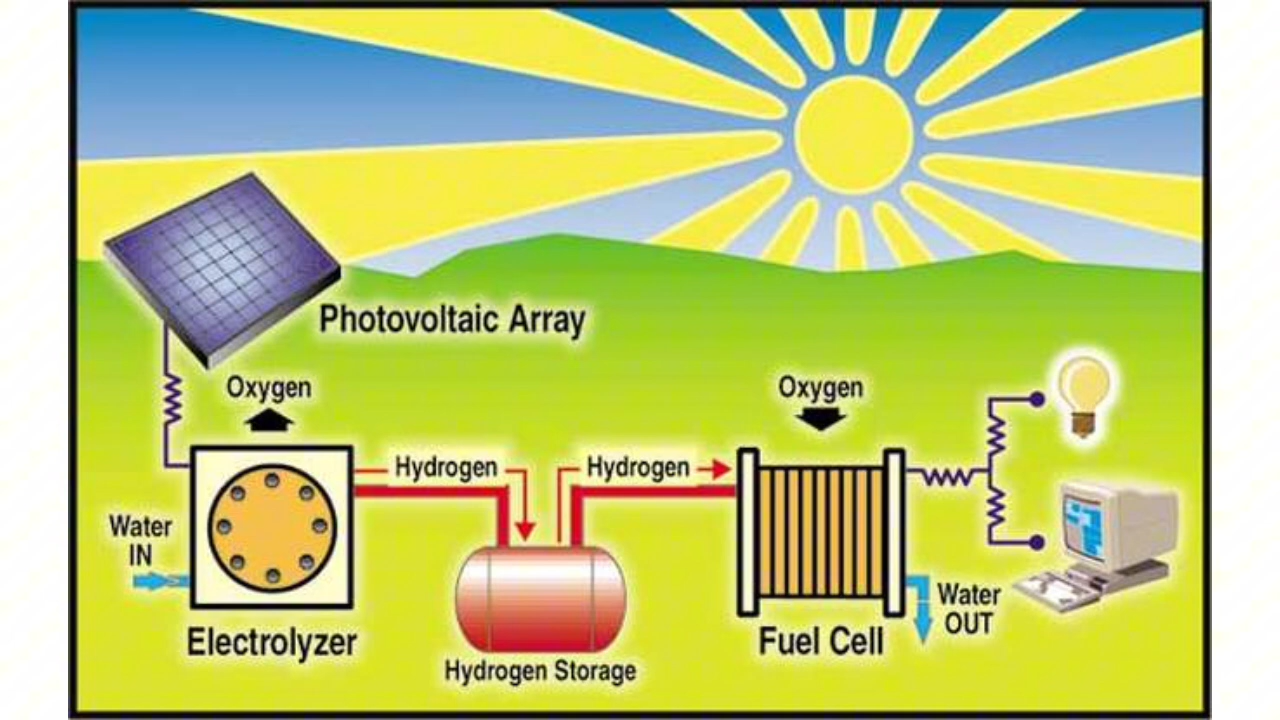 Photovoltaic Array
Oxygen
Oxygen
Hydrogen
Hydrogen
Water
IN
Water
OUT
Electrolyzer
Fuel Cell
Hydrogen Storage